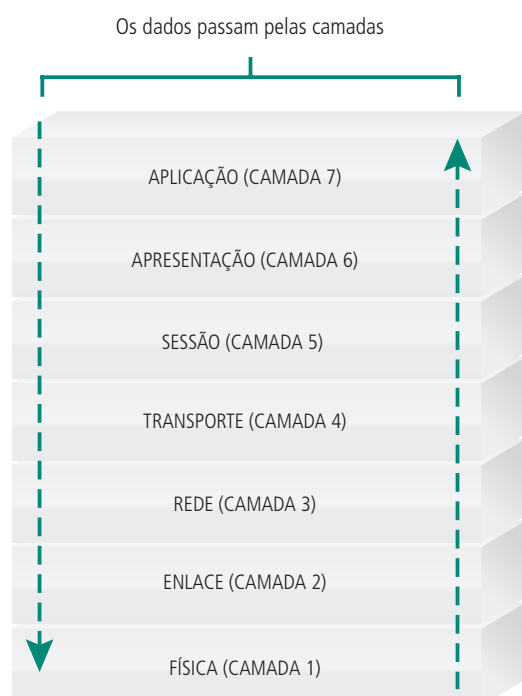 Os dados passam pelas camadas
APLICAÇÃO (CAMADA 7)
APRESENTAÇÃO (CAMADA 6)
SESSÃO (CAMADA 5)
TRANSPORTE (CAMADA 4)
REDE (CAMADA 3)
ENLACE (CAMADA 2)
FÍSICA (CAMADA 1)